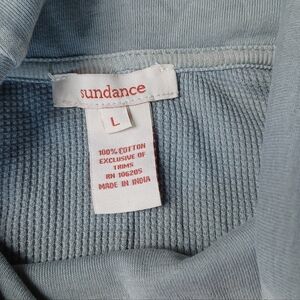 sundance
L
100% COTTON
EXCLUSIVE OF
TRIMS
RN 106205
MADE IN INDIA